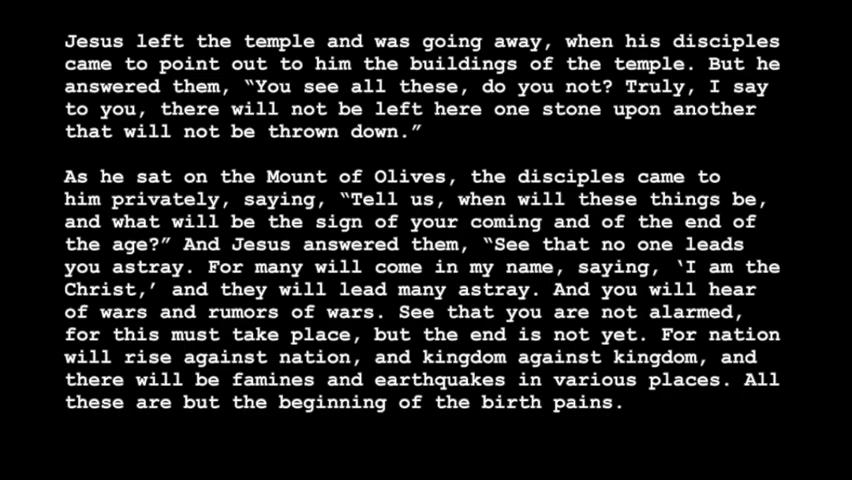 Jesus left the temple and was going away, when his disciples
came to point out to him the buildings of the temple. But he
answered them, “You see all these, do you not? Truly, I say
to you, there will not be left here one stone upon another
that will not be thrown down.”
As he sat on the Mount of Olives, the disciples came to
him privately, saying, “Tell us, when will these things be,
and what will be the sign of your coming and of the end of
the age?” And Jesus answered them, “See that no one leads
you astray. For many will come in my name, saying, ‘I am the
Christ,’ and they will lead many astray. And you will hear
of wars and rumors of wars. See that you are not alarmed,
for this must take place, but the end is not yet. For nation
will rise against nation, and kingdom against kingdom, and
there will be famines and earthquakes in various places. All
these are but the beginning of the birth pains.